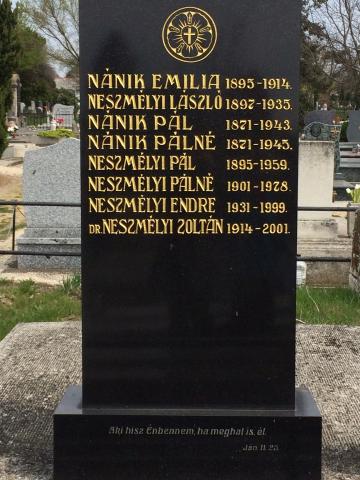 NÁNIK EMILIA 1895-1914.
NESZMÉLYI LÁSZLÓ 1897-1935.
NÁNIK PÁL 1871-1943.
NÁNIK PÁLNÉ 1871-1945.
NESZMÉLYI PÁL 1895-1959.
NESZMÉLYI PÁLNÉ 1901-1978.
NESZMÉLYI ENDRE 1931-1999.
DR. NESZMÉLYI ZOLTÁN 1914-2001.
Aki hisz Énbennem, ha meghal is, él.
Ján 11. 25.